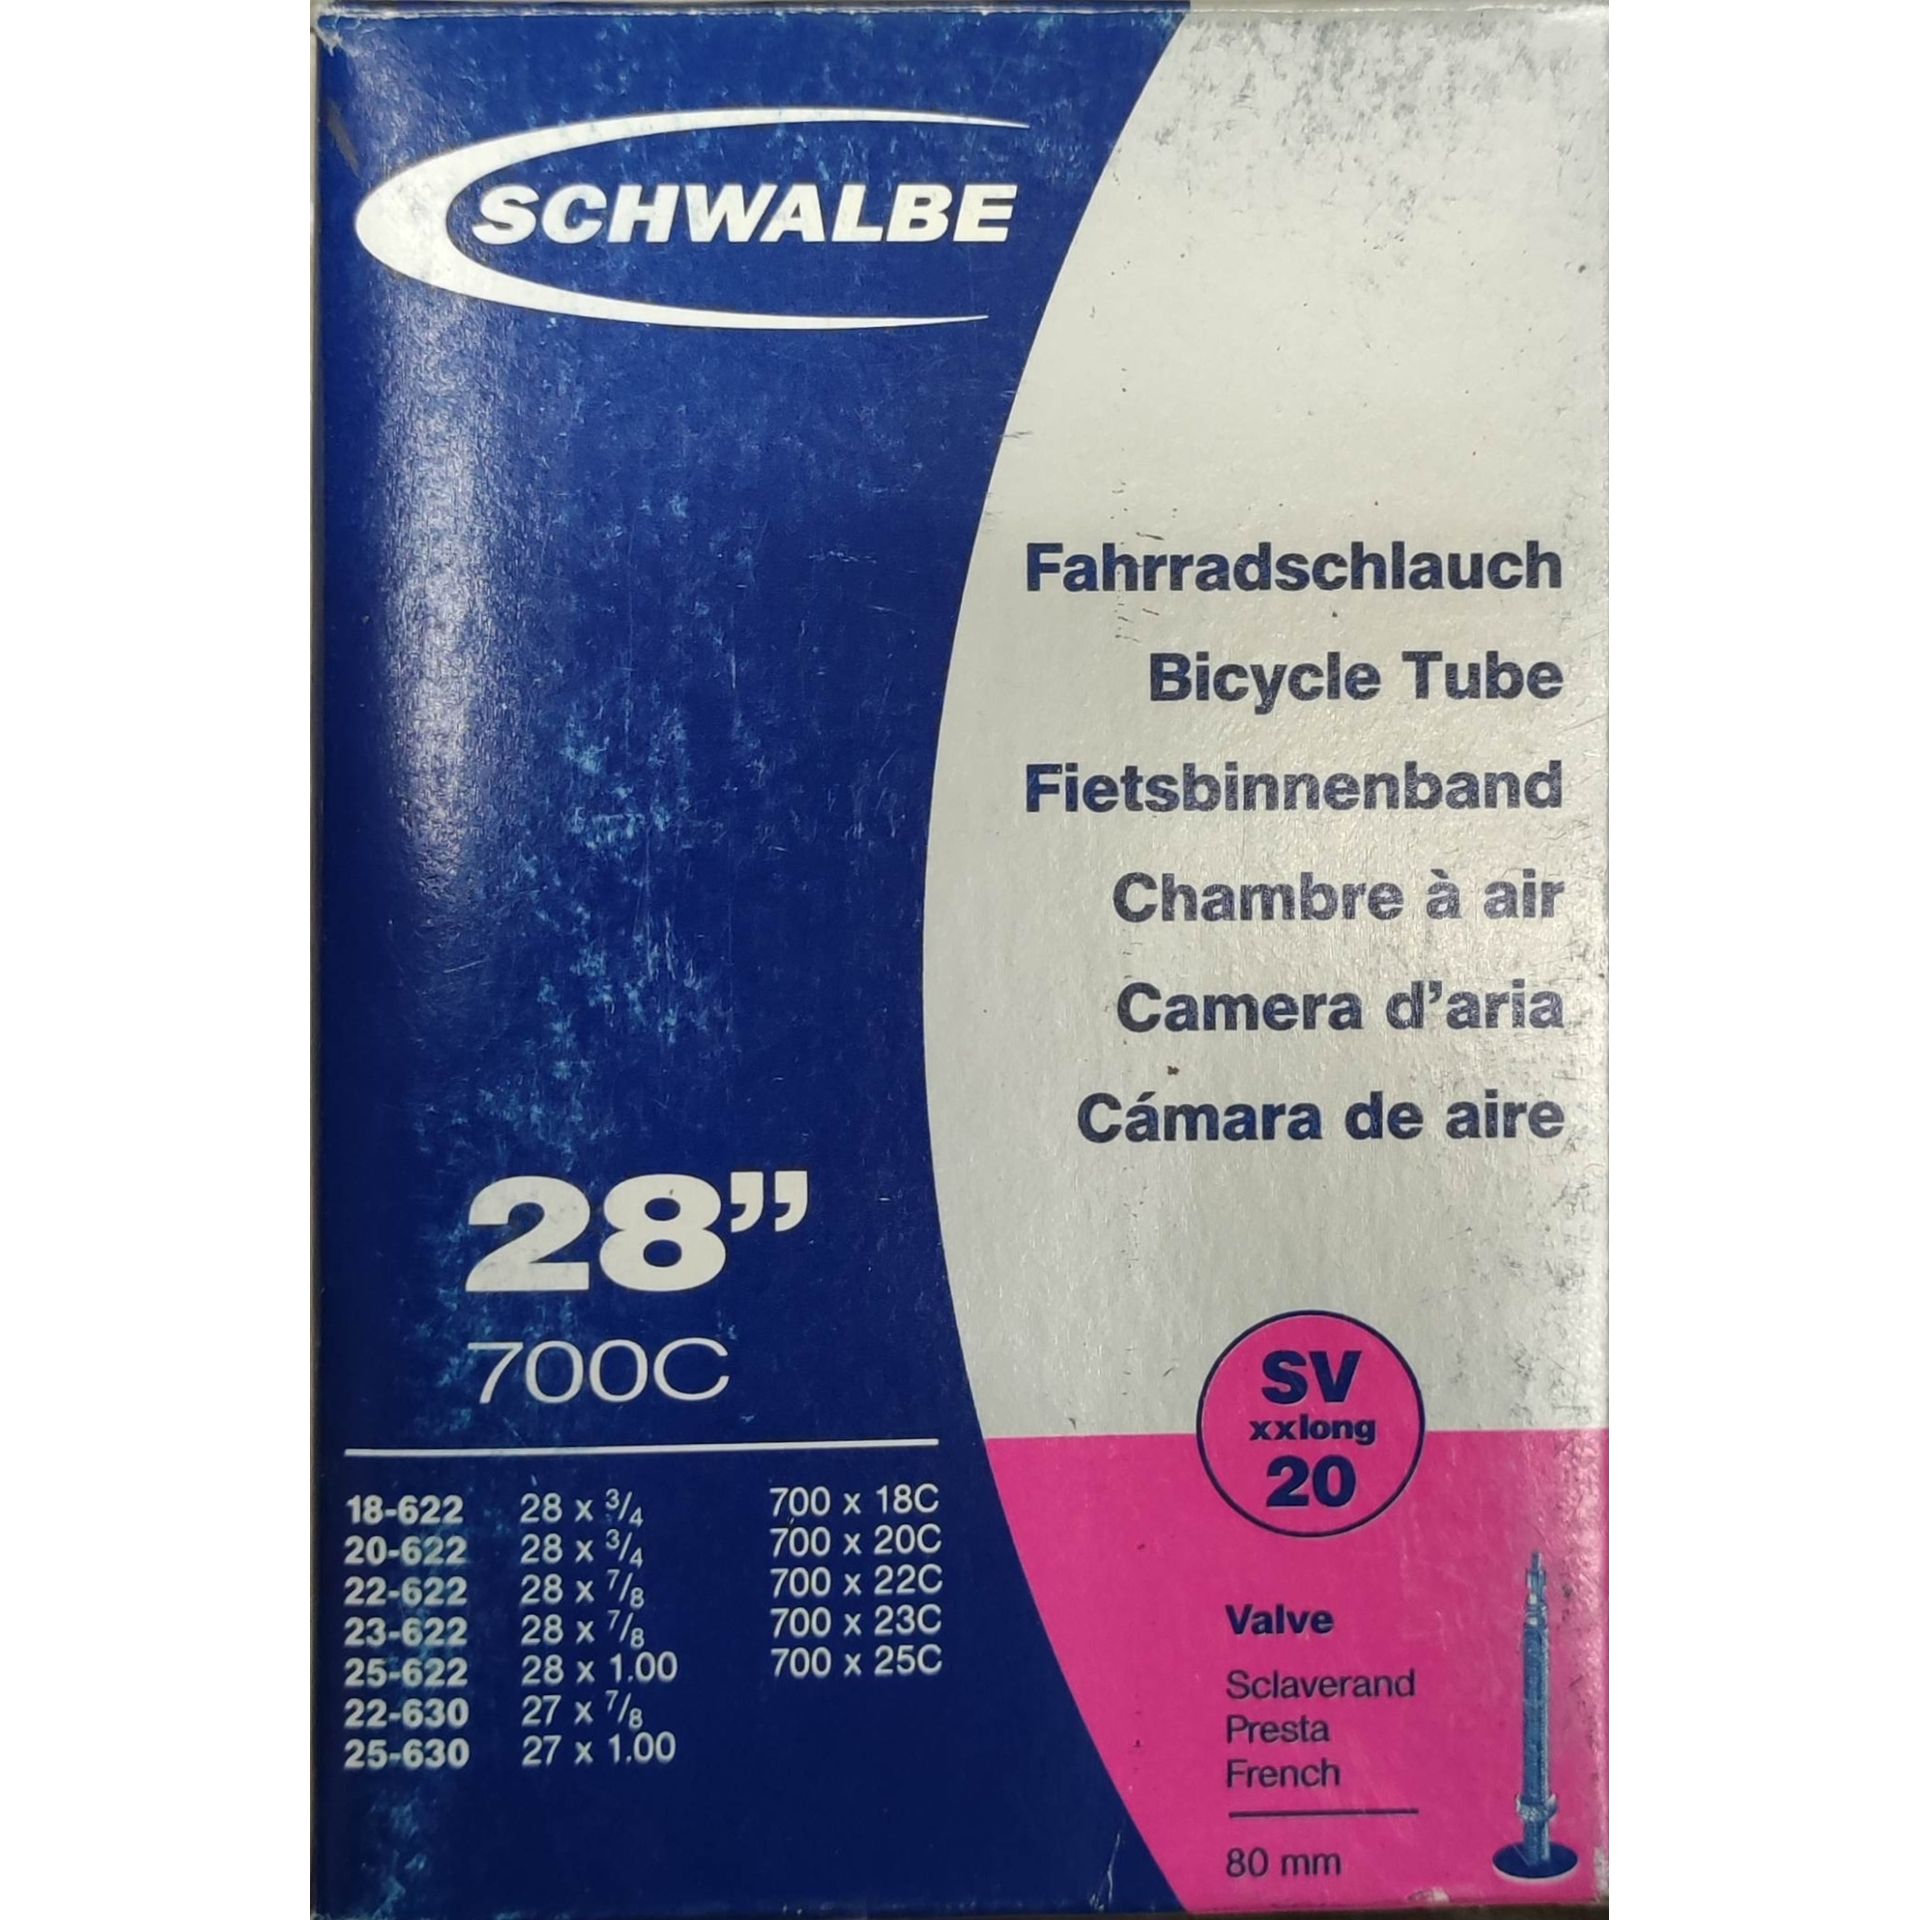 SCHWALBE
Fahrradschlauch
Bicycle Tube
Fietsbinnenband
Chambre à air
Camera d’aria
Cámara de aire
28”
700C
18-622 28 x 3/4 700 x 18C
20-622 28 x 3/4 700 x 20C
22-622 28 x 7/8 700 x 22C
23-622 28 x 7/8 700 x 23C
25-622 28 x 1.00 700 x 25C
22-630 27 x 7/8
25-630 27 x 1.00
SV
xxlong
20
Valve
Sclaverand
Presta
French
80 mm